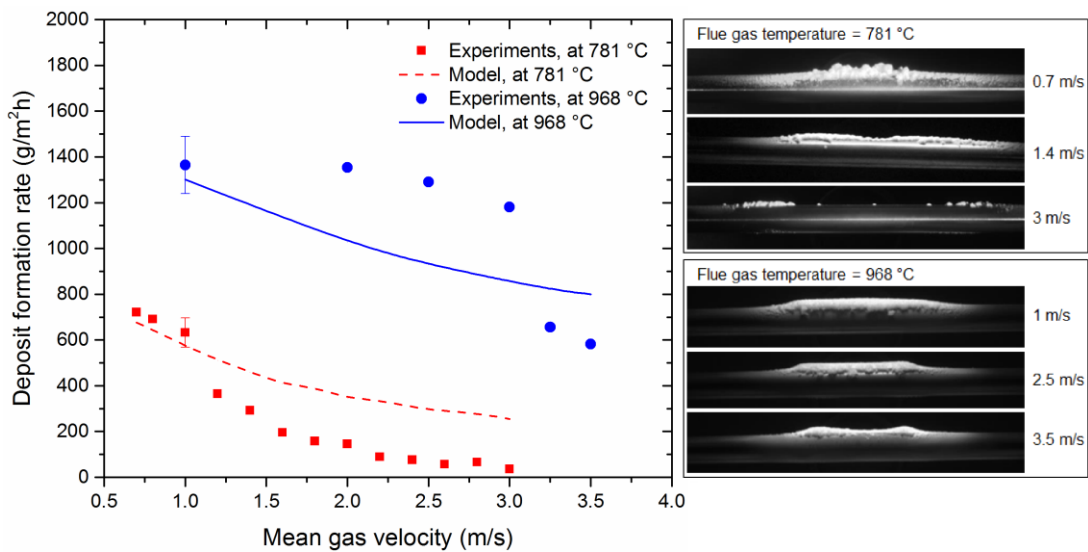 2000
1800
1600
1400
1200
1000
800
600
400
200
0
Deposit formation rate (g/m²h)
0.5 1.0 1.5 2.0 2.5 3.0 3.5 4.0
Mean gas velocity (m/s)
Experiments, at 781 °C
Model, at 781 °C
Experiments, at 968 °C
Model, at 968 °C
Flue gas temperature = 781 °C
0.7 m/s
1.4 m/s
3 m/s
Flue gas temperature = 968 °C
1 m/s
2.5 m/s
3.5 m/s